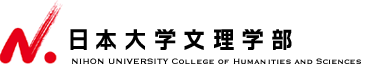 N.日本大学文理学部
NIHON UNIVERSITY College of Humanities and Sciences